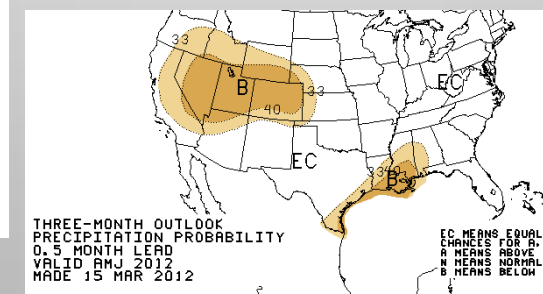 33
B
33
40
EC
EC
33
40
B
THREE-MONTH OUTLOOK
PRECIPITATION PROBABILITY
0.5 MONTH LEAD
VALID AMJ 2012
MADE 15 MAR 2012
EC MEANS EQUAL
CHANCES FOR A,
A MEANS ABOVE
N MEANS NORMAL
B MEANS BELOW